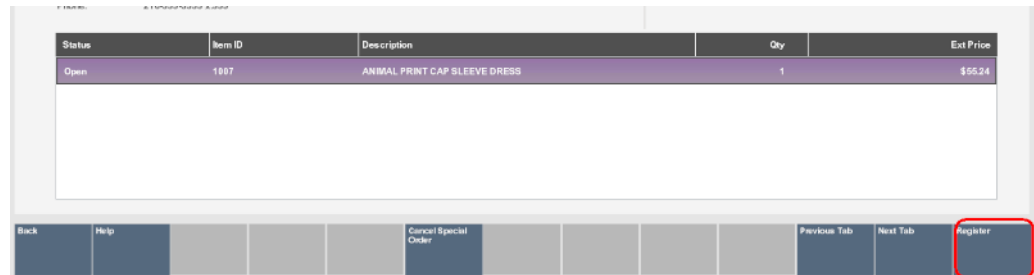 Status Item ID Description Qty Ext Price
Open 1007 ANIMAL PRINT CAP SLEEVE DRESS 1 $55.24
Back Help Cancel Special Order Previous Tab Next Tab Register